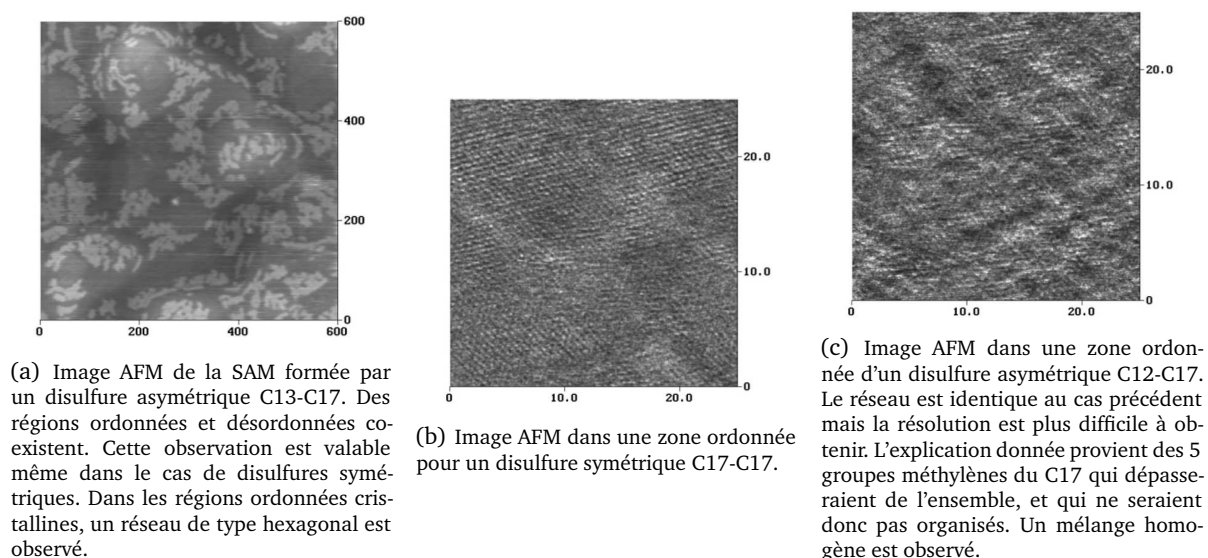 600
400
200
0
0
200
400
600
(a) Image AFM de la SAM formée par
un disulfure asymétrique C13-C17. Des
régions ordonnées et désordonnées co-
existent. Cette observation est valable
même dans le cas de disulfures symé-
triques. Dans les régions ordonnées cris-
tallines, un réseau de type hexagonal est
observé.
20.0
10.0
0
0
10.0
20.0
(b) Image AFM dans une zone ordonnée
pour un disulfure symétrique C17-C17.
20.0
10.0
0
0
10.0
20.0
(c) Image AFM dans une zone ordon-
née d'un disulfure asymétrique C12-C17.
Le réseau est identique au cas précédent
mais la résolution est plus difficile à ob-
tenir. L'explication donnée provient des 5
groupes méthylènes du C17 qui dépasse-
raient de l'ensemble, et qui ne seraient
donc pas organisés. Un mélange homo-
gène est observé.